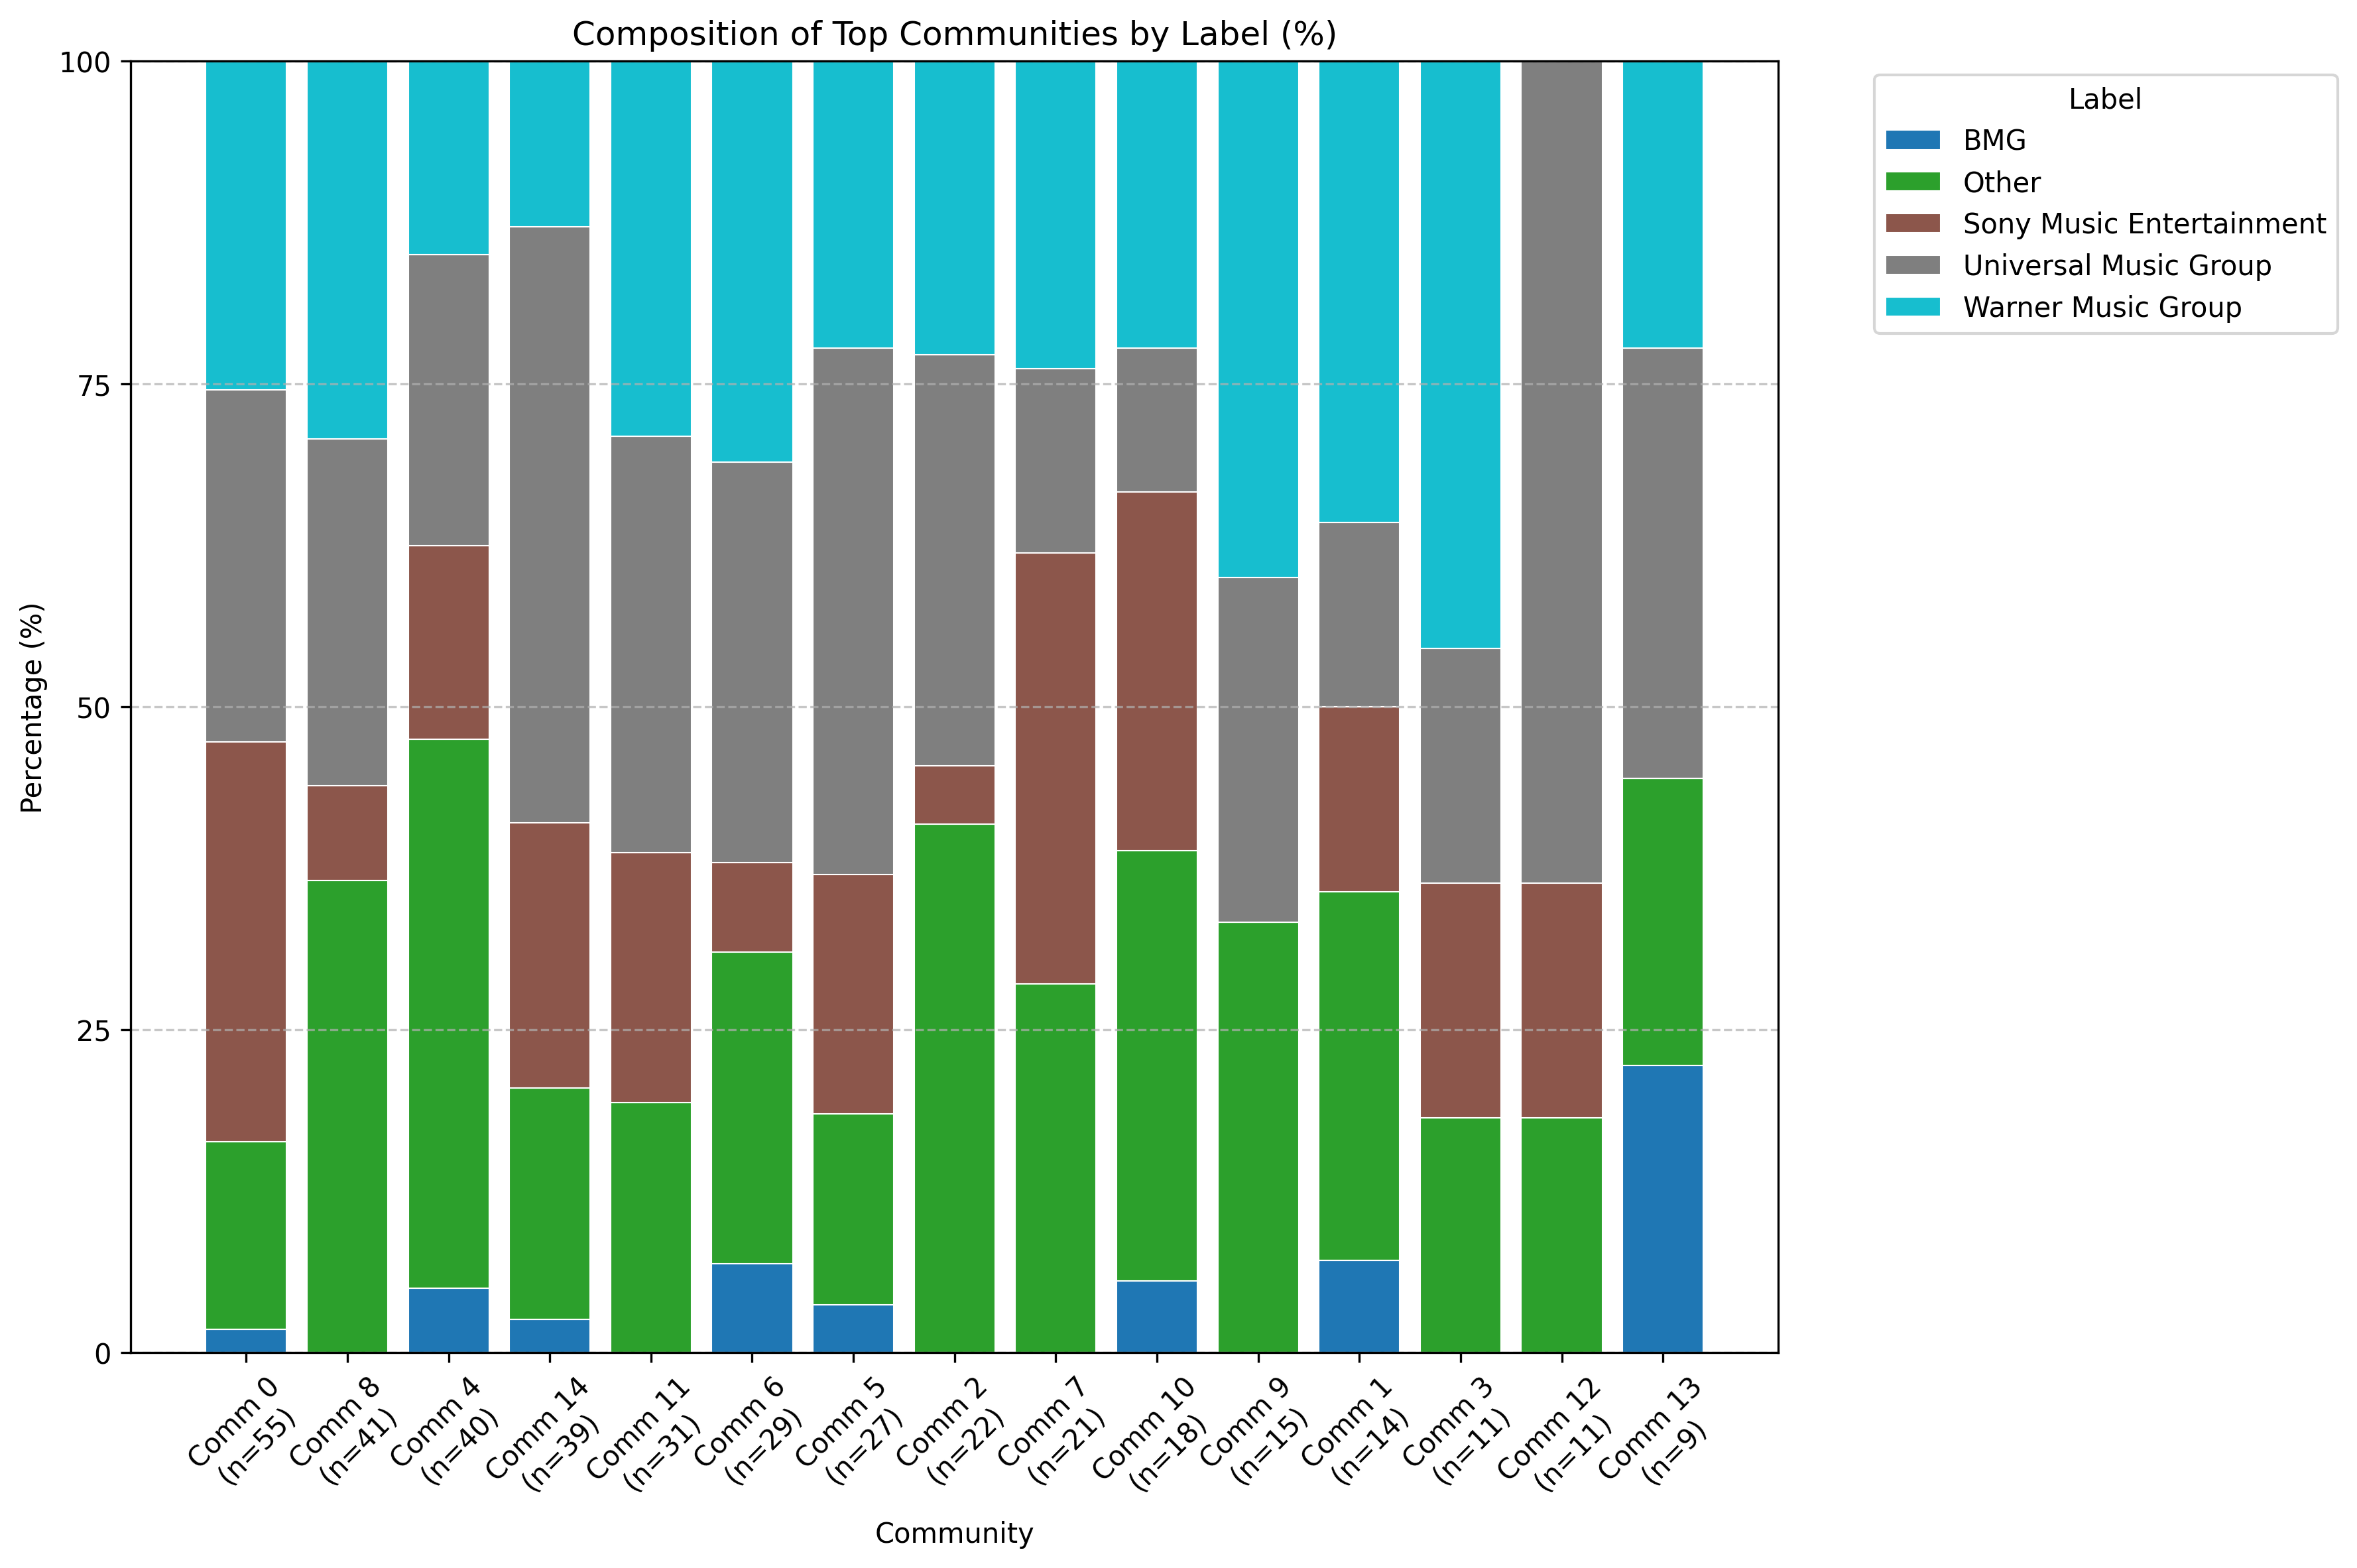 Composition of Top Communities by Label (%)
100
75
50
25
0
Percentage (%)
Comm 0
(n=55)
Comm 8
(n=41)
Comm 4
(n=40)
Comm 14
(n=39)
Comm 11
(n=31)
Comm 6
(n=29)
Comm 5
(n=27)
Comm 2
(n=22)
Comm 7
(n=21)
Comm 10
(n=18)
Comm 9
(n=15)
Comm 1
(n=14)
Comm 3
(n=11)
Comm 12
(n=11)
Comm 13
(n=9)
Community
Label
BMG
Other
Sony Music Entertainment
Universal Music Group
Warner Music Group